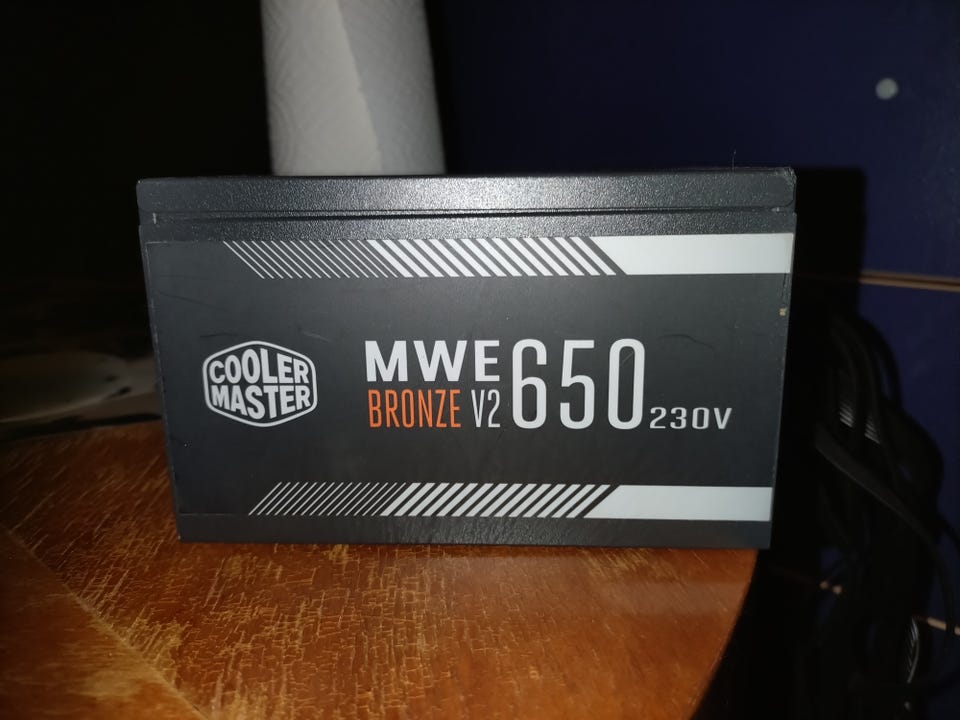 COOLER
MASTER
MWE 650 230V
BRONZE V2